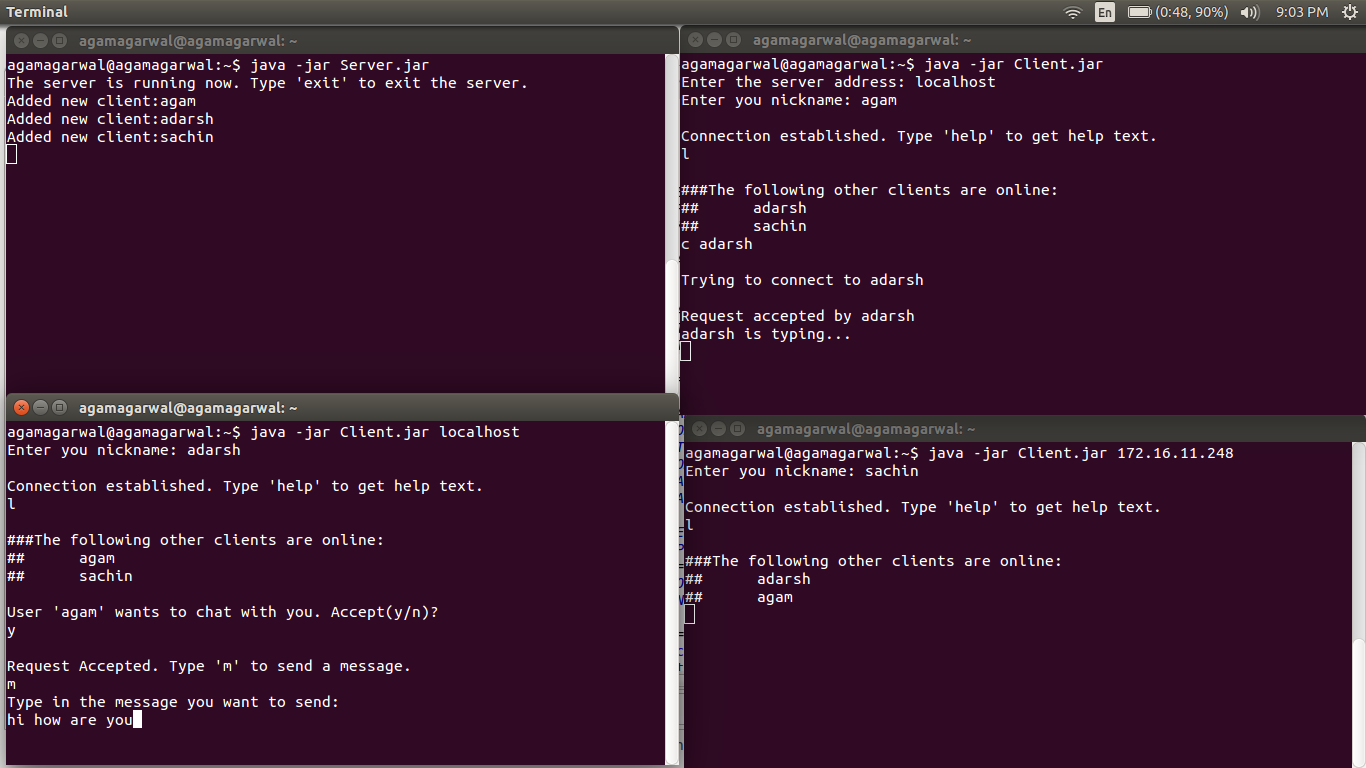 Terminal
En
(0:48, 90%)
9:03 PM
agamagarwal@agamagarwal: ~
agamagarwal@agamagarwal:~$ java -jar Server.jar
The server is running now. Type 'exit' to exit the server.
Added new client:agam
Added new client:adarsh
Added new client:sachin
agamagarwal@agamagarwal: ~
agamagarwal@agamagarwal:~$ java -jar Client.jar
Enter the server address: localhost
Enter you nickname: agam
Connection established. Type 'help' to get help text.
l
###The following other clients are online:
##      adarsh
##      sachin
c adarsh
Trying to connect to adarsh
Request accepted by adarsh
adarsh is typing...
agamagarwal@agamagarwal: ~
agamagarwal@agamagarwal:~$ java -jar Client.jar localhost
Enter you nickname: adarsh
Connection established. Type 'help' to get help text.
l
###The following other clients are online:
##      agam
##      sachin
User 'agam' wants to chat with you. Accept(y/n)?
y
Request Accepted. Type 'm' to send a message.
m
Type in the message you want to send:
hi how are you
agamagarwal@agamagarwal: ~
agamagarwal@agamagarwal:~$ java -jar Client.jar 172.16.11.248
Enter you nickname: sachin
Connection established. Type 'help' to get help text.
l
###The following other clients are online:
##      adarsh
##      agam